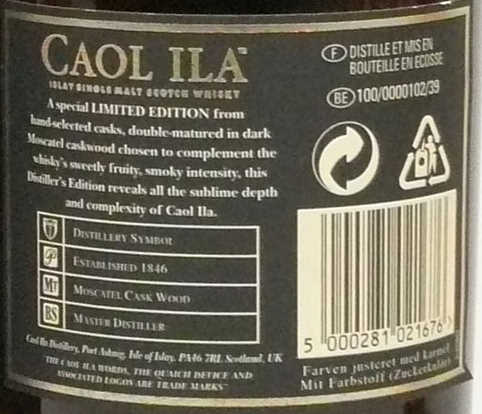 CAOL ILA™
ISLAY SINGLE MALT SCOTCH WHISKY
A special LIMITED EDITION from
hand-selected casks, double-matured in dark
Moscatel caskwood chosen to complement the
whisky's sweetly fruity, smoky intensity, this
Distiller's Edition reveals all the sublime depth
and complexity of Caol Ila.
DISTILLERY SYMBOL
ESTABLISHED 1846
MT MOSCATEL CASK WOOD
BS MASTER DISTILLER
Caol Ila Distillery, Port Askaig, Isle of Islay, PA46 7RL Scotland, UK
THE CAOL ILA WORDS, THE QUAICH DEVICE AND
ASSOCIATED LOGOS ARE TRADE MARKS
F DISTILLE ET MIS EN
BOUTEILLE EN ECOSSE
BE 100/0000102/39
5 000281 021676 >
Farven justeret med karamel
Mit Farbstoff (Zuckerkulör)